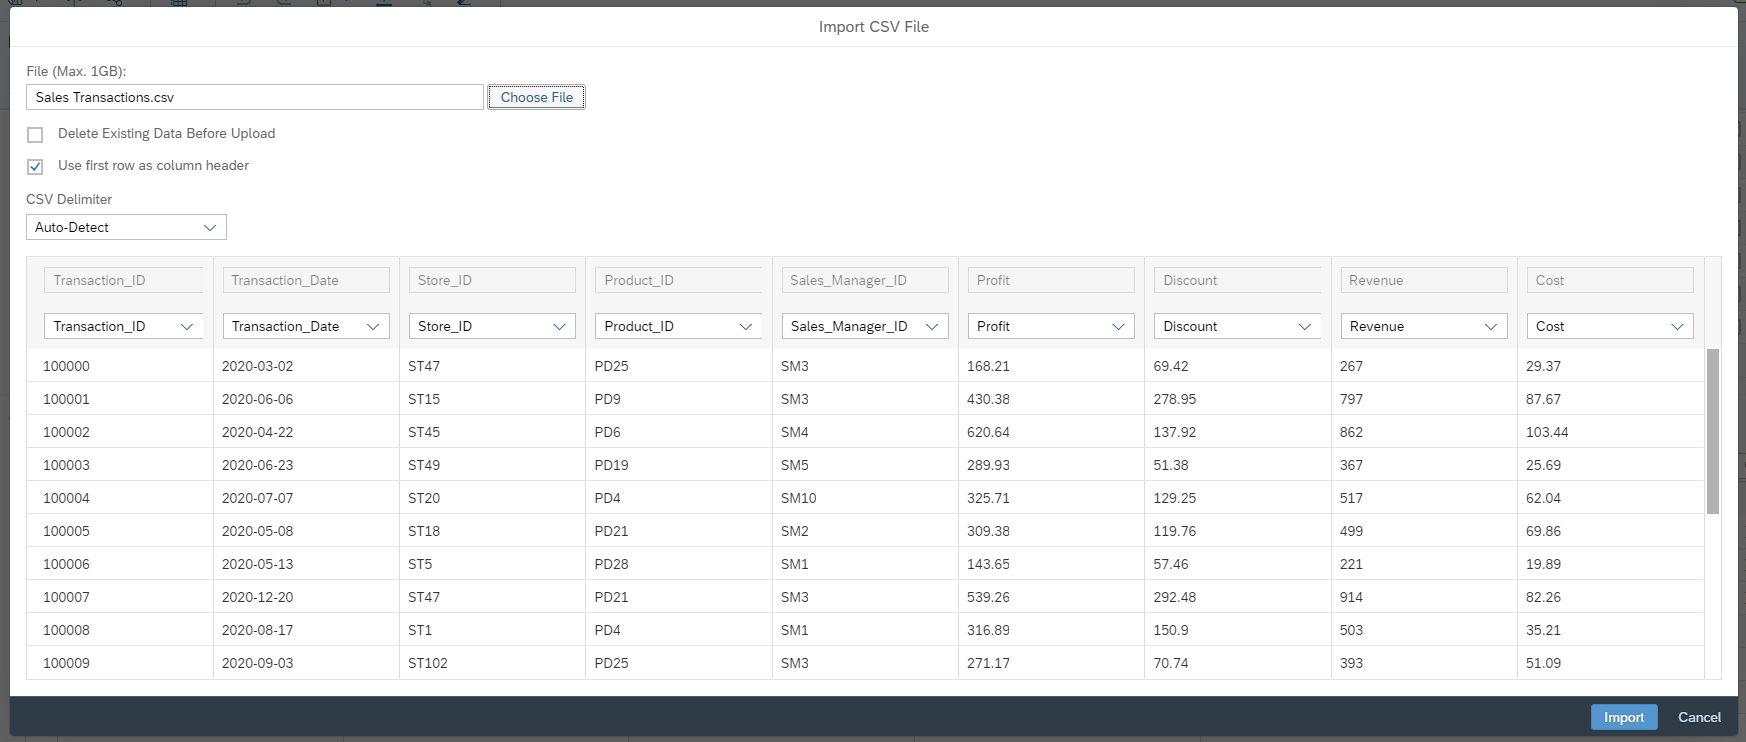 Import CSV File
File (Max. 1GB):
Sales Transactions.csv Choose File
Delete Existing Data Before Upload
Use first row as column header
CSV Delimiter
Auto-Detect
Transaction_ID Transaction_Date Store_ID Product_ID Sales_Manager_ID Profit Discount Revenue Cost
Transaction_ID Transaction_Date Store_ID Product_ID Sales_Manager_ID Profit Discount Revenue Cost
100000 2020-03-02 ST47 PD25 SM3 168.21 69.42 267 29.37
100001 2020-06-06 ST15 PD9 SM3 430.38 278.95 797 87.67
100002 2020-04-22 ST45 PD6 SM4 620.64 137.92 862 103.44
100003 2020-06-23 ST49 PD19 SM5 289.93 51.38 367 25.69
100004 2020-07-07 ST20 PD4 SM10 325.71 129.25 517 62.04
100005 2020-05-08 ST18 PD21 SM2 309.38 119.76 499 69.86
100006 2020-05-13 ST5 PD28 SM1 143.65 57.46 221 19.89
100007 2020-12-20 ST47 PD21 SM3 539.26 292.48 914 82.26
100008 2020-08-17 ST1 PD4 SM1 316.89 150.9 503 35.21
100009 2020-09-03 ST102 PD25 SM3 271.17 70.74 393 51.09
Import Cancel